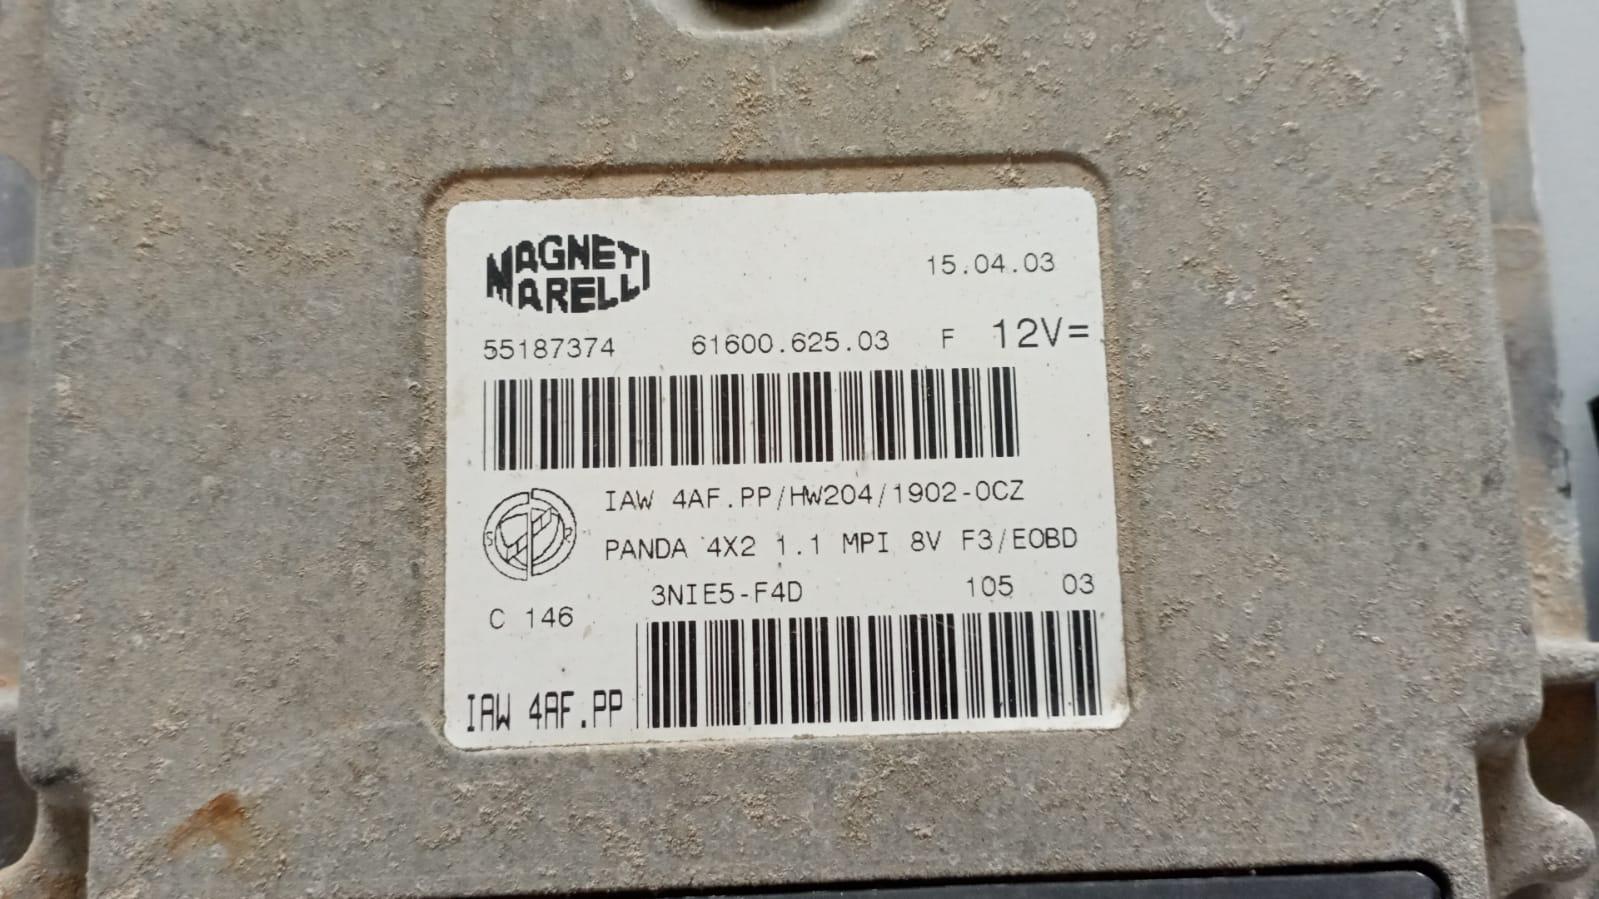 MAGNETI
MARELLI
15.04.03
55187374 61600.625.03 F 12V=
IAW 4AF.PP/HW204/1902-0CZ
PANDA 4X2 1.1 MPI 8V F3/EOBD
3NIE5-F4D 105 03
C 146
IAW 4AF.PP